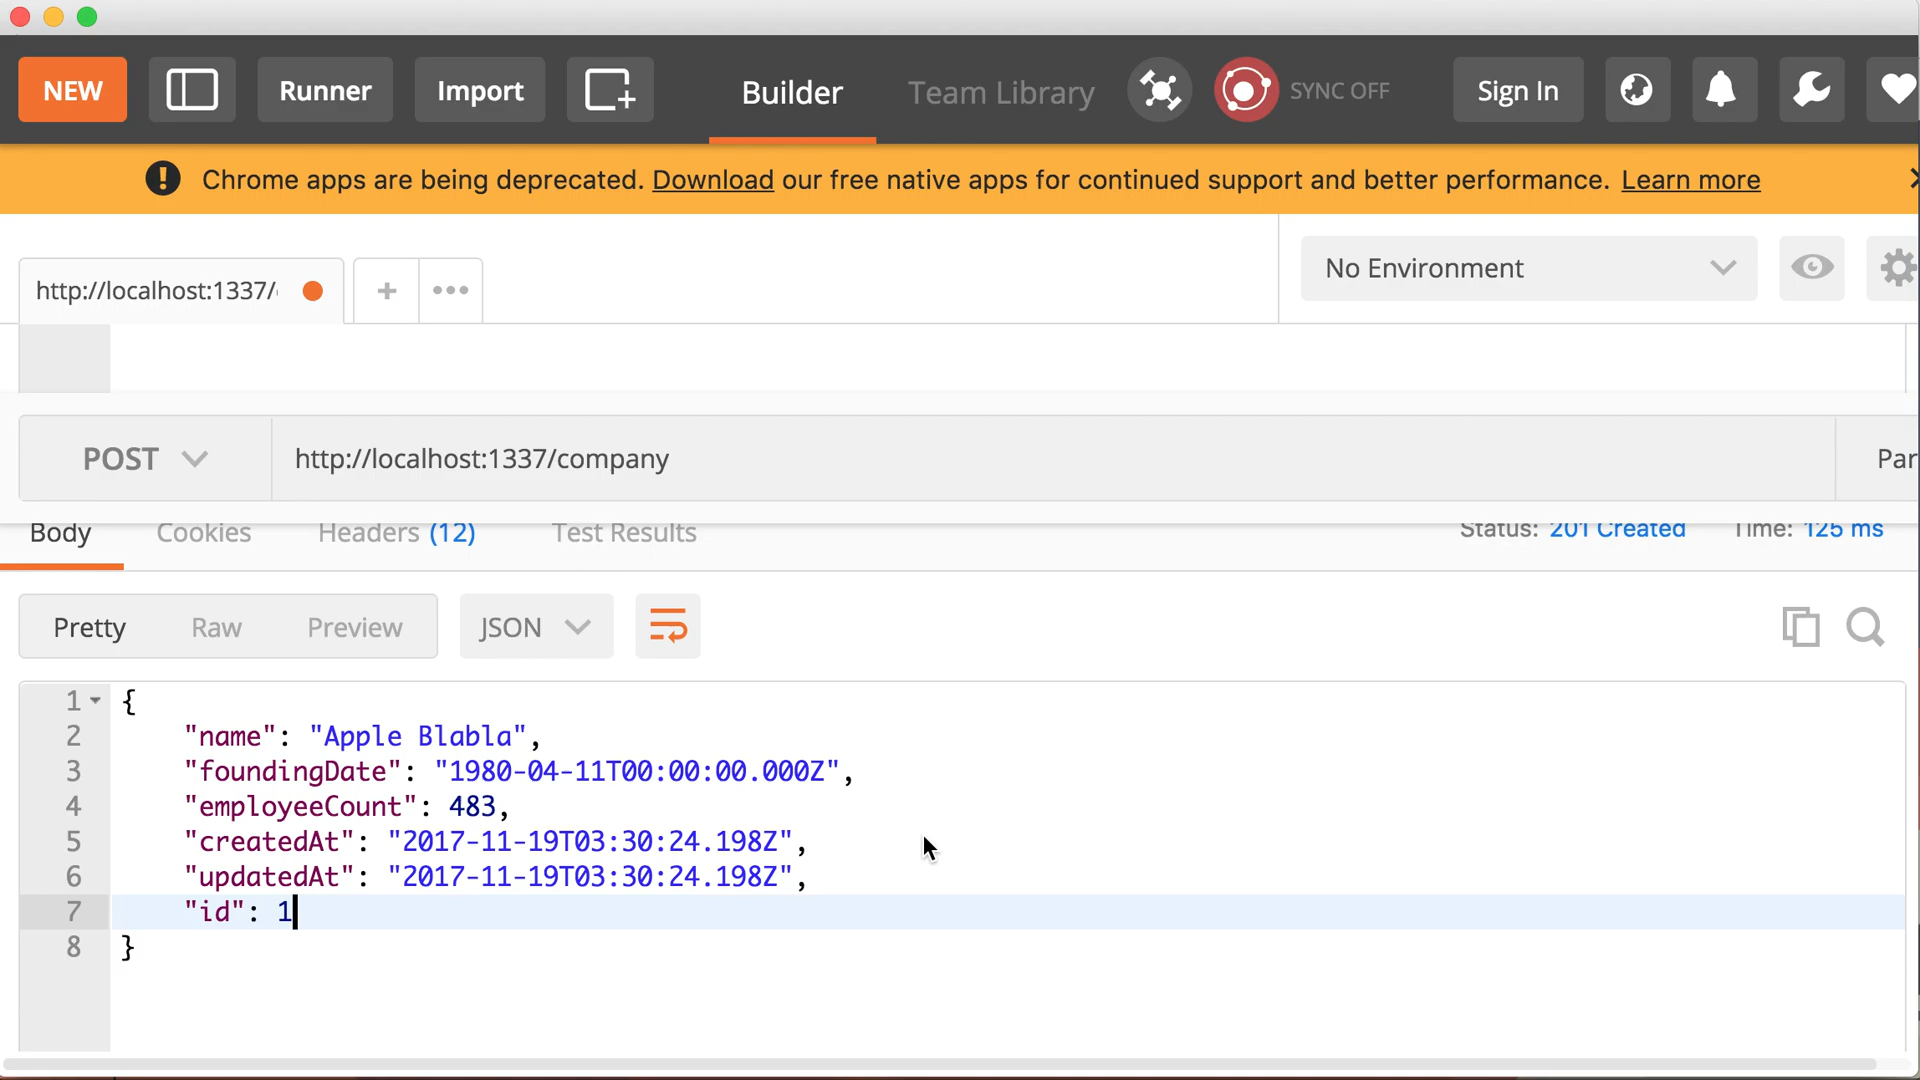 NEW Runner Import Builder Team Library SYNC OFF Sign In
Chrome apps are being deprecated. Download our free native apps for continued support and better performance. Learn more
http://localhost:1337/ No Environment
POST http://localhost:1337/company Par
Body Cookies Headers (12) Test Results Status: 201 Created Time: 125 ms
Pretty Raw Preview JSON
1 {
2 "name": "Apple Blabla",
3 "foundingDate": "1980-04-11T00:00:00.000Z",
4 "employeeCount": 483,
5 "createdAt": "2017-11-19T03:30:24.198Z",
6 "updatedAt": "2017-11-19T03:30:24.198Z",
7 "id": 1
8 }